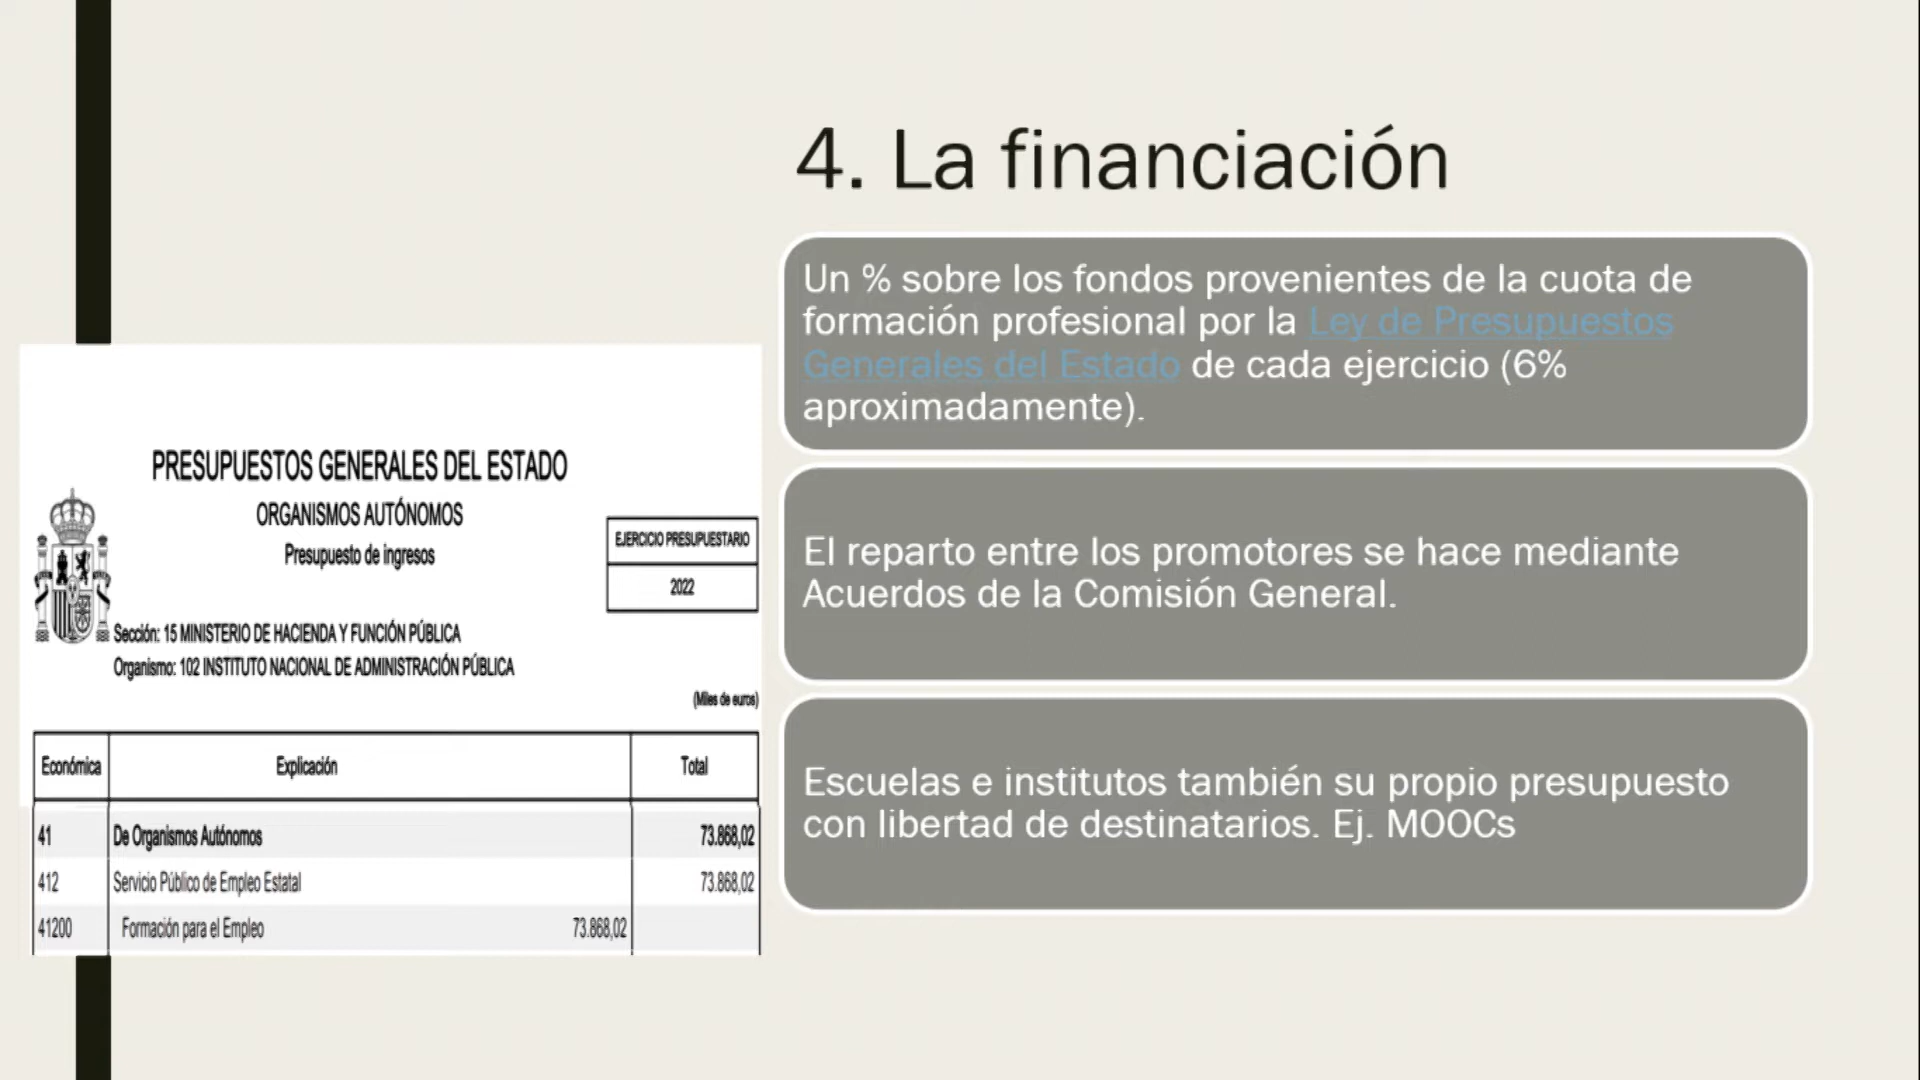 4. La financiación
Un % sobre los fondos provenientes de la cuota de
formación profesional por la Ley de Presupuestos
Generales del Estado de cada ejercicio (6%
aproximadamente).
El reparto entre los promotores se hace mediante
Acuerdos de la Comisión General.
Escuelas e institutos también su propio presupuesto
con libertad de destinatarios. Ej. MOOCs
PRESUPUESTOS GENERALES DEL ESTADO
ORGANISMOS AUTÓNOMOS
Presupuesto de ingresos
EJERCICIO PRESUPUESTARIO
2022
Sección: 15 MINISTERIO DE HACIENDA Y FUNCIÓN PÚBLICA
Organismo: 102 INSTITUTO NACIONAL DE ADMINISTRACIÓN PÚBLICA
(Miles de euros)
Económica Explicación Total
41 De Organismos Autónomos 73.868,02
412 Servicio Público de Empleo Estatal 73.868,02
41200 Formación para el Empleo 73.868,02